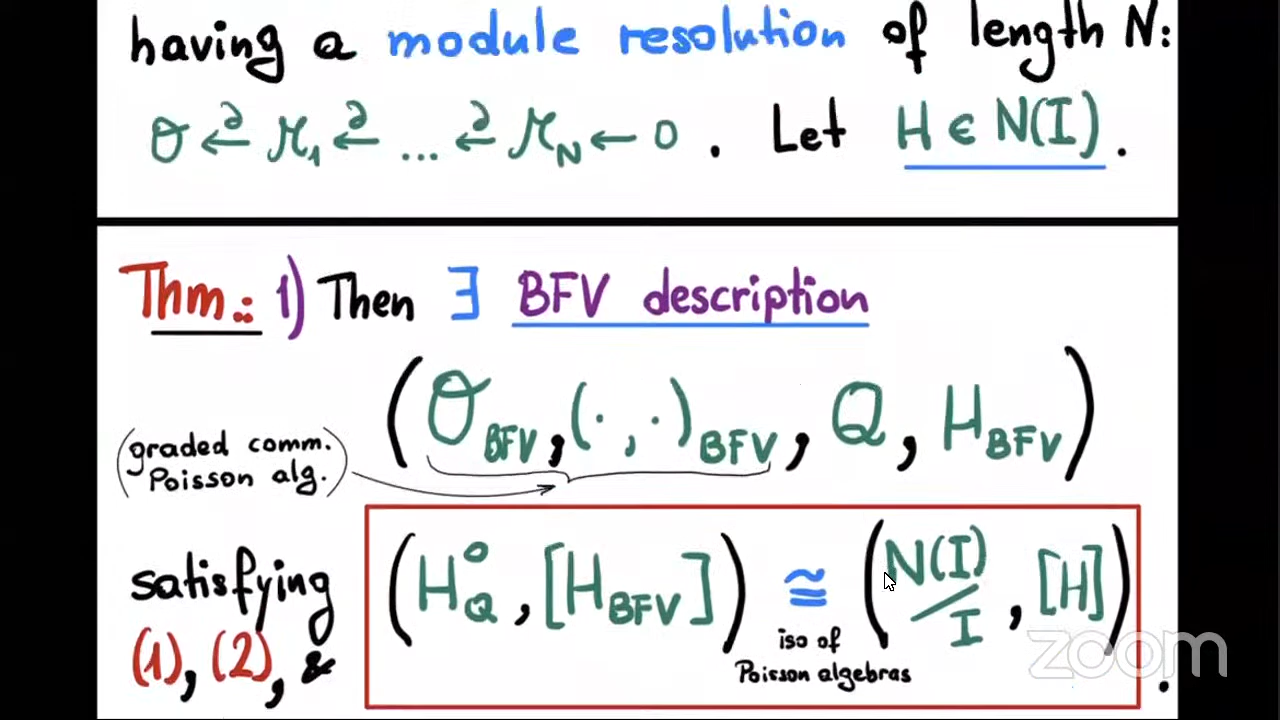 having a module resolution of length N:
O ⇄^∂ M₁ ⇄^∂ ... ⇄^∂ M_N ← 0 . Let H ∈ N(I) .
Thm.: 1) Then ∃ BFV description
(O_BFV, (·,·)_BFV, Q, H_BFV)
(graded comm.
Poisson alg.)
satisfying (H⁰_Q, [H_BFV]) ≅ (N(I)/I, [H])
iso of
(1), (2), & Poisson algebras .
zoom